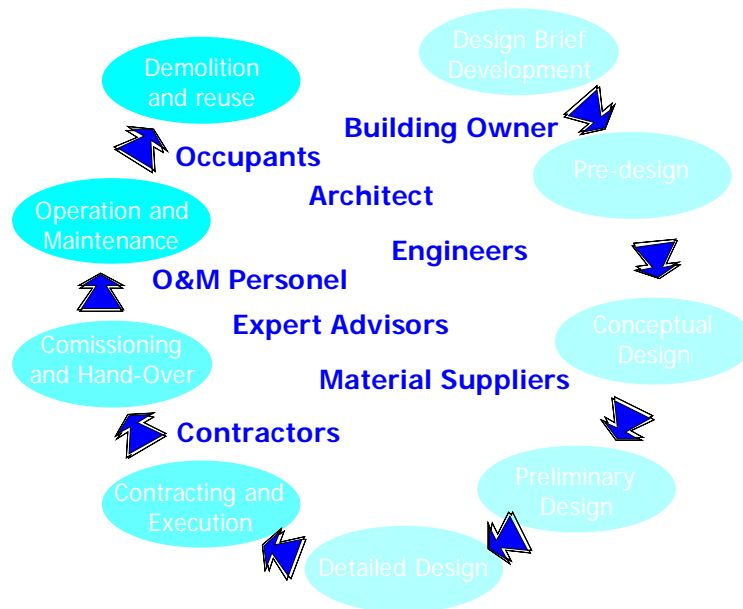 Design Brief
Development
Demolition
and reuse
Building Owner
Occupants
Pre-design
Architect
Operation and
Maintenance
Engineers
O&M Personel
Expert Advisors
Conceptual
Design
Comissioning
and Hand-Over
Material Suppliers
Contractors
Preliminary
Design
Contracting and
Execution
Detailed Design